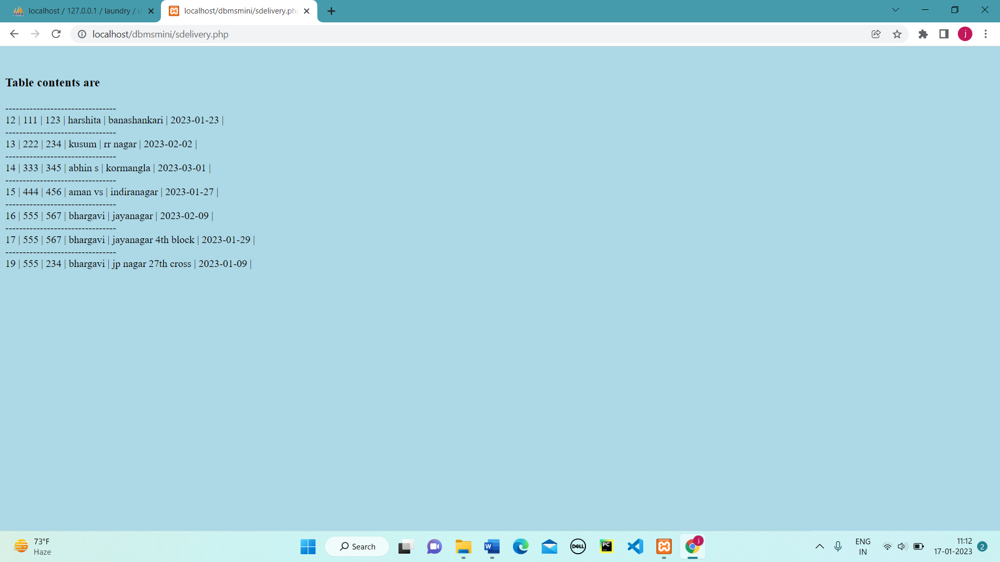 localhost / 127.0.0.1 / laundry / u
localhost/dbmsmini/sdelivery.ph
localhost/dbmsmini/sdelivery.php
j
Table contents are
--------------------------------
12 | 111 | 123 | harshita | banashankari | 2023-01-23 |
--------------------------------
13 | 222 | 234 | kusum | rr nagar | 2023-02-02 |
--------------------------------
14 | 333 | 345 | abhin s | kormangla | 2023-03-01 |
--------------------------------
15 | 444 | 456 | aman vs | indiranagar | 2023-01-27 |
--------------------------------
16 | 555 | 567 | bhargavi | jayanagar | 2023-02-09 |
--------------------------------
17 | 555 | 567 | bhargavi | jayanagar 4th block | 2023-01-29 |
--------------------------------
19 | 555 | 234 | bhargavi | jp nagar 27th cross | 2023-01-09 |
73°F
Haze
Search
W
DELL
PC
j
ENG
IN
11:12
17-01-2023
2